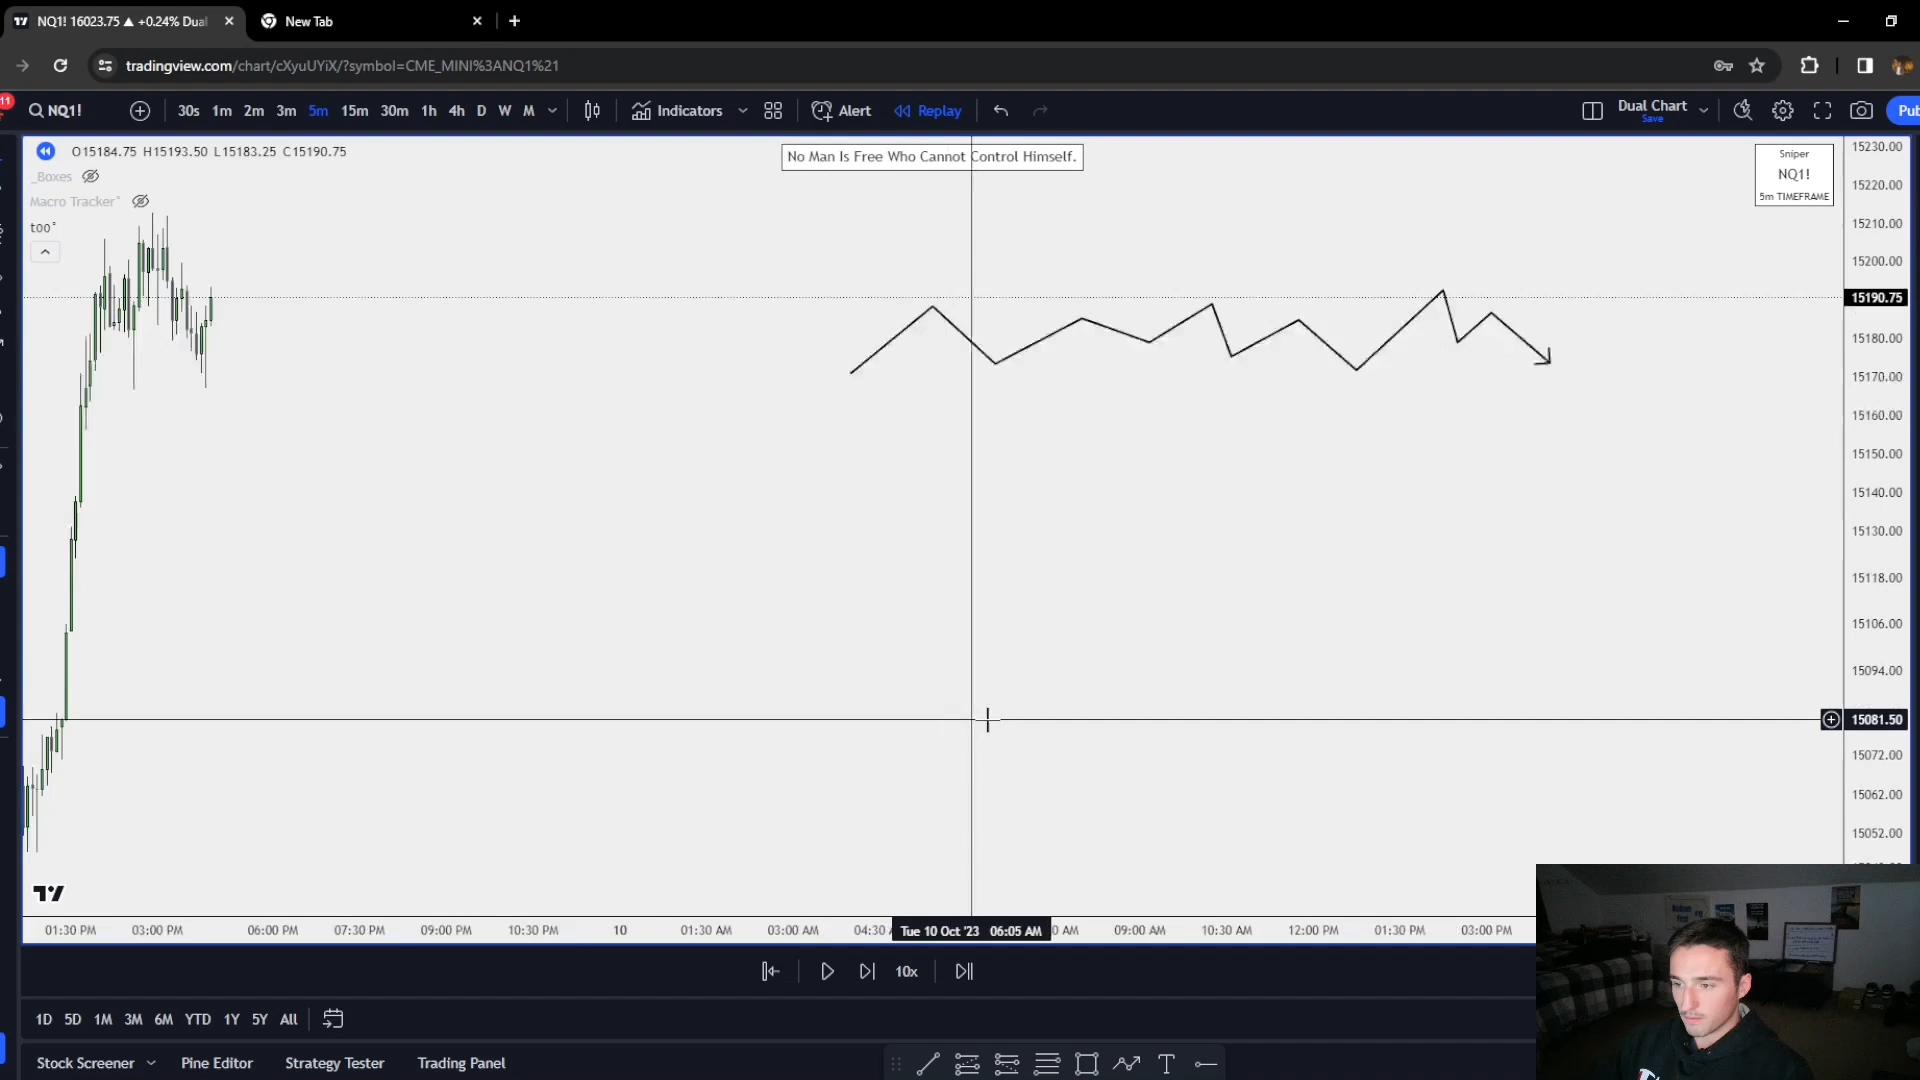 NQ1! 16023.75 ▲ +0.24% Dual
New Tab
tradingview.com/chart/cXyuUYiX/?symbol=CME_MINI%3ANQ1%21
11
NQ1!
30s 1m 2m 3m 5m 15m 30m 1h 4h D W M
Indicators
Alert
Replay
Dual Chart
Save
Pub
O15184.75 H15193.50 L15183.25 C15190.75
_Boxes
Macro Tracker°
too°
No Man Is Free Who Cannot Control Himself.
Sniper
NQ1!
5m TIMEFRAME
15230.00
15220.00
15210.00
15200.00
15190.75
15180.00
15170.00
15160.00
15150.00
15140.00
15130.00
15118.00
15106.00
15094.00
15081.50
15072.00
15062.00
15052.00
01:30 PM 03:00 PM 06:00 PM 07:30 PM 09:00 PM 10:30 PM 10 01:30 AM 03:00 AM 04:30 Tue 10 Oct '23 06:05 AM 0 AM 09:00 AM 10:30 AM 12:00 PM 01:30 PM 03:00 PM
10x
1D 5D 1M 3M 6M YTD 1Y 5Y All
Stock Screener Pine Editor Strategy Tester Trading Panel